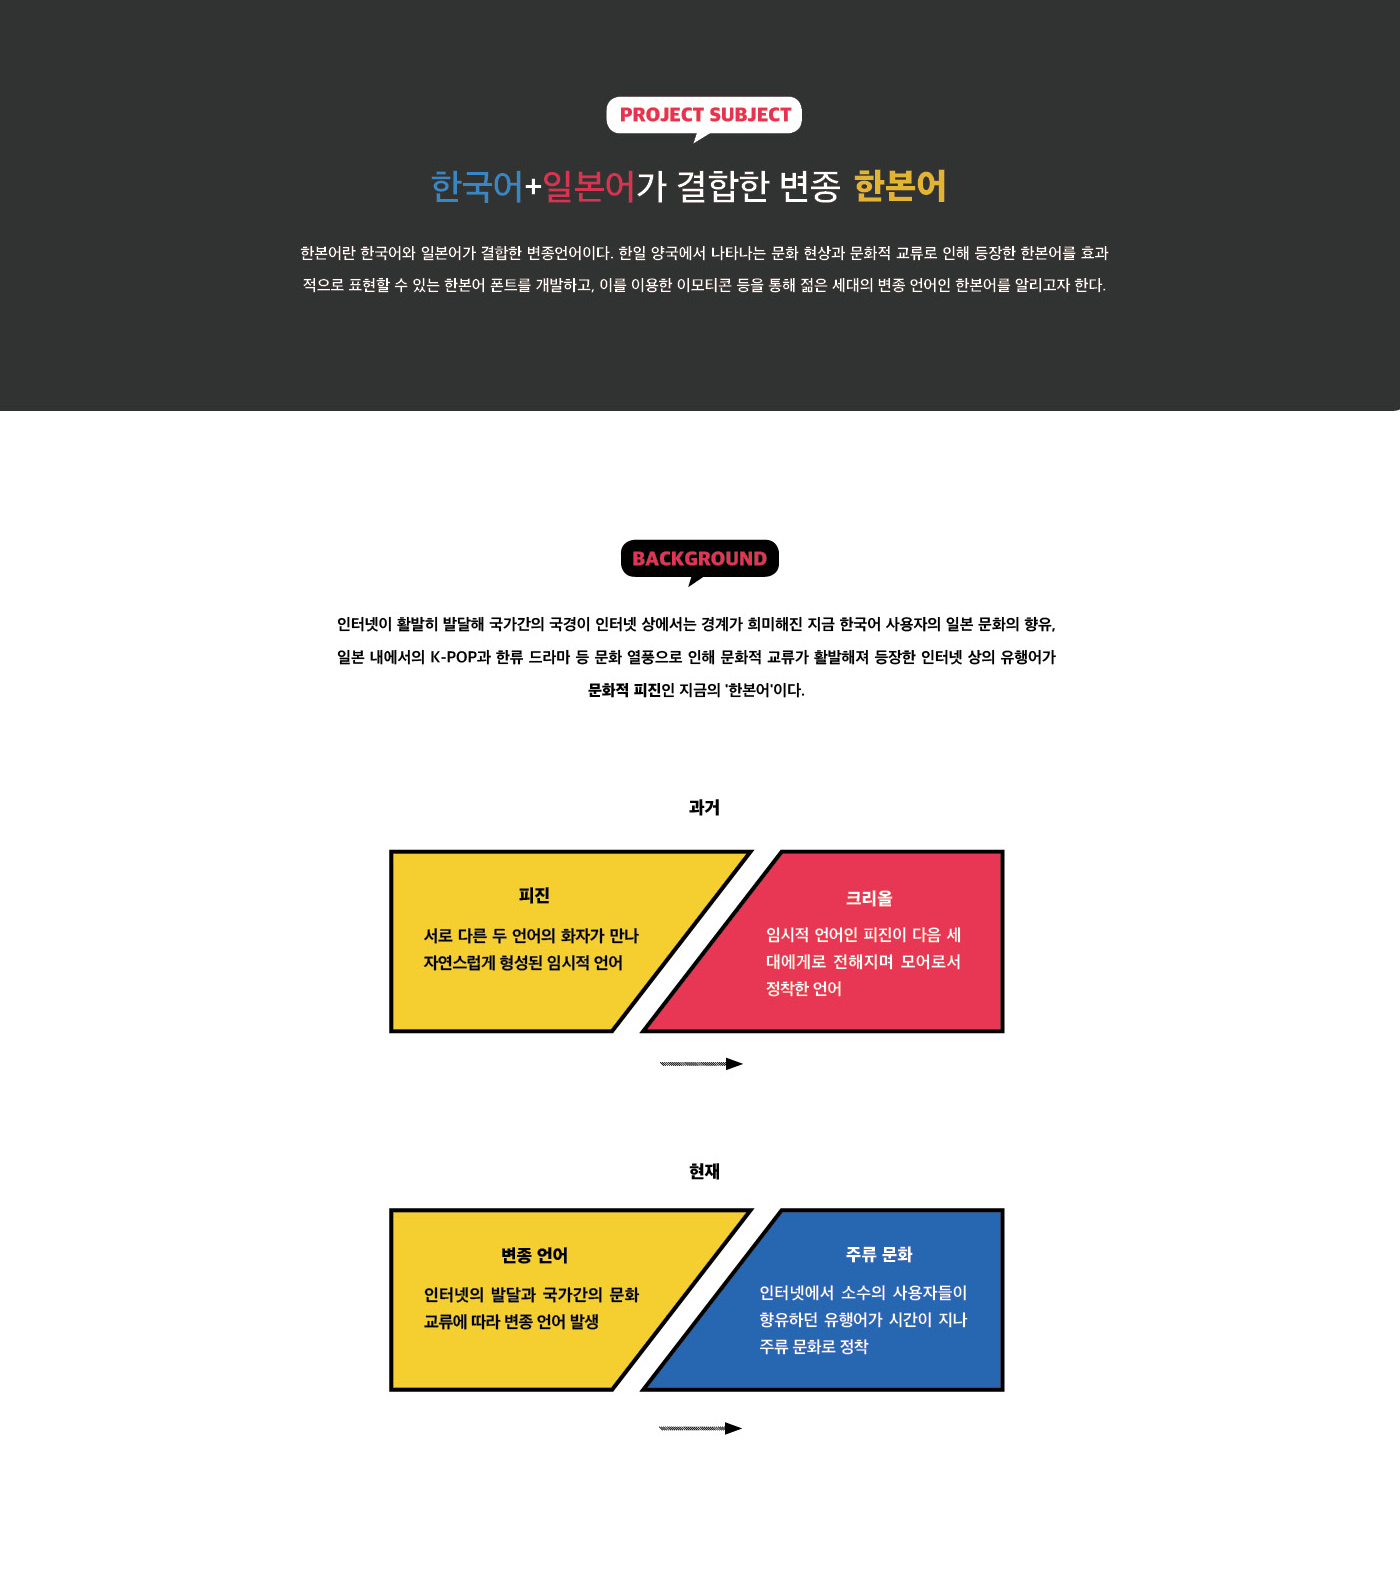 PROJECT SUBJECT
한국어+일본어가 결합한 변종 한본어
한본어란 한국어와 일본어가 결합한 변종언어이다. 한일 양국에서 나타나는 문화 현상과 문화적 교류로 인해 등장한 한본어를 효과
적으로 표현할 수 있는 한본어 폰트를 개발하고, 이를 이용한 이모티콘 등을 통해 젊은 세대의 변종 언어인 한본어를 알리고자 한다.
BACKGROUND
인터넷이 활발히 발달해 국가간의 국경이 인터넷 상에서는 경계가 희미해진 지금 한국어 사용자의 일본 문화의 향유,
일본 내에서의 K-POP과 한류 드라마 등 문화 열풍으로 인해 문화적 교류가 활발해져 등장한 인터넷 상의 유행어가
문화적 피진인 지금의 '한본어'이다.
과거
피진
서로 다른 두 언어의 화자가 만나
자연스럽게 형성된 임시적 언어
크리올
임시적 언어인 피진이 다음 세
대에게로 전해지며 모어로서
정착한 언어
현재
변종 언어
인터넷의 발달과 국가간의 문화
교류에 따라 변종 언어 발생
주류 문화
인터넷에서 소수의 사용자들이
향유하던 유행어가 시간이 지나
주류 문화로 정착